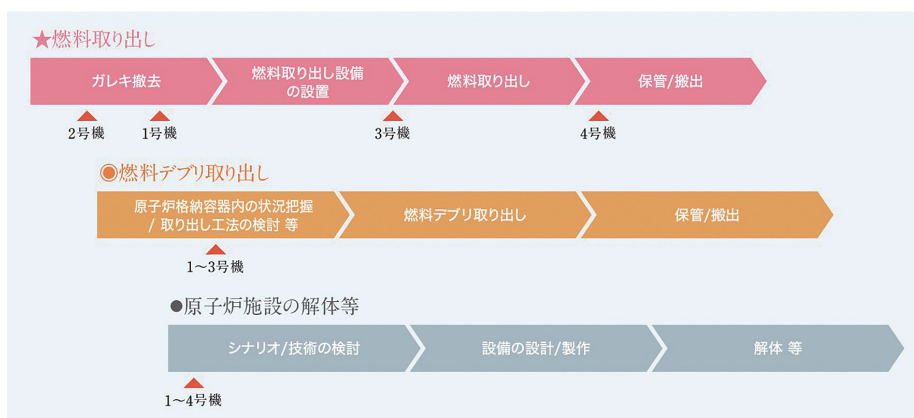 ★燃料取り出し
ガレキ撤去
燃料取り出し設備
の設置
燃料取り出し
保管/搬出
2号機
1号機
3号機
4号機
◉燃料デブリ取り出し
原子炉格納容器内の状況把握
/ 取り出し工法の検討 等
燃料デブリ取り出し
保管/搬出
1〜3号機
●原子炉施設の解体等
シナリオ/技術の検討
設備の設計/製作
解体 等
1〜4号機